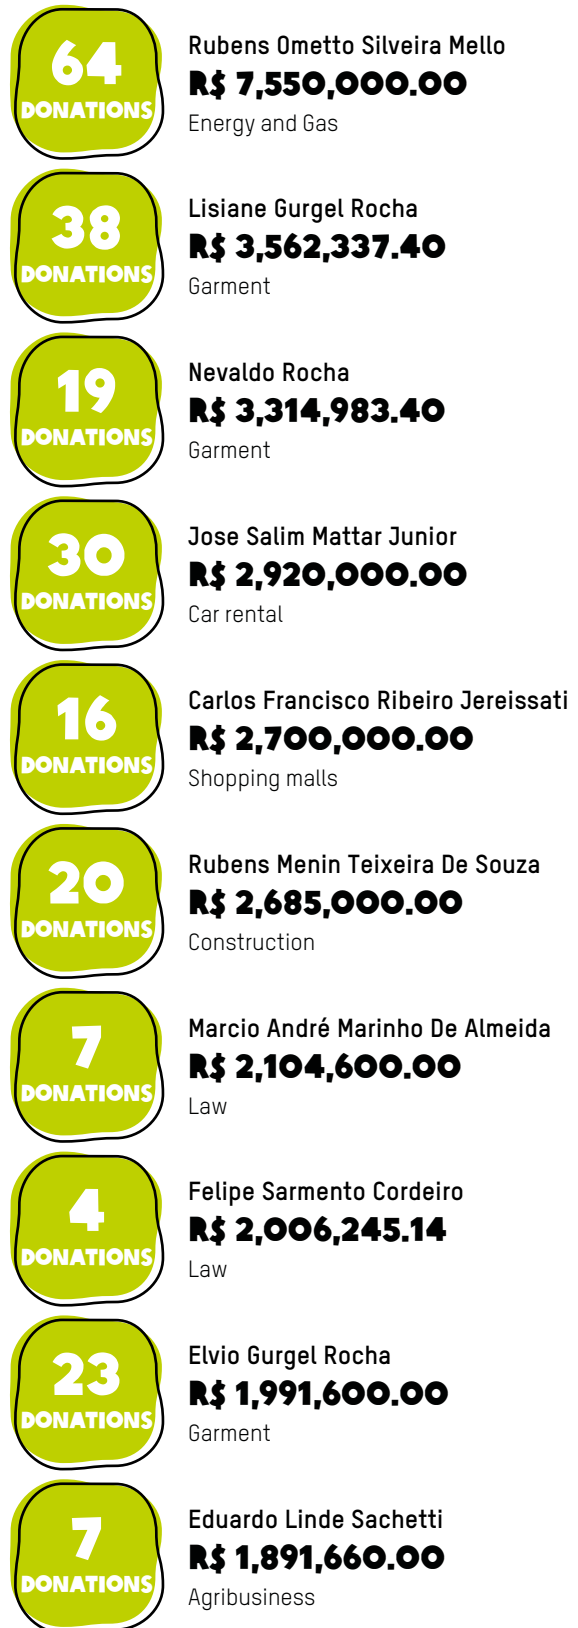 64
DONATIONS
Rubens Ometto Silveira Mello
R$ 7,550,000.00
Energy and Gas
38
DONATIONS
Lisiane Gurgel Rocha
R$ 3,562,337.40
Garment
19
DONATIONS
Nevaldo Rocha
R$ 3,314,983.40
Garment
30
DONATIONS
Jose Salim Mattar Junior
R$ 2,920,000.00
Car rental
16
DONATIONS
Carlos Francisco Ribeiro Jereissati
R$ 2,700,000.00
Shopping malls
20
DONATIONS
Rubens Menin Teixeira De Souza
R$ 2,685,000.00
Construction
7
DONATIONS
Marcio André Marinho De Almeida
R$ 2,104,600.00
Law
4
DONATIONS
Felipe Sarmento Cordeiro
R$ 2,006,245.14
Law
23
DONATIONS
Elvio Gurgel Rocha
R$ 1,991,600.00
Garment
7
DONATIONS
Eduardo Linde Sachetti
R$ 1,891,660.00
Agribusiness